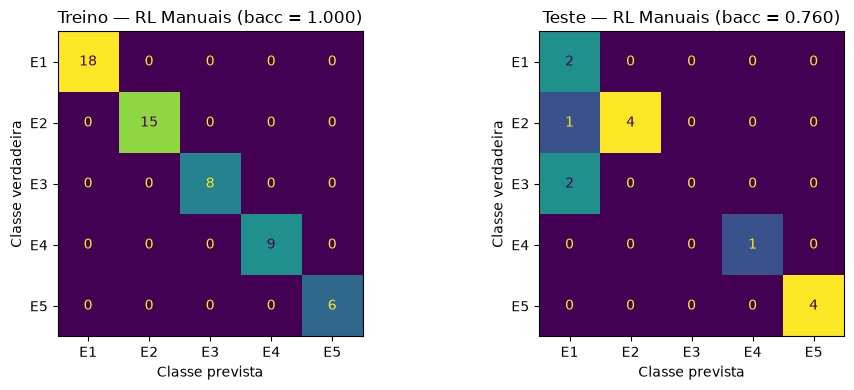 Treino — RL Manuais (bacc = 1.000)
E1 18 0 0 0 0
E2 0 15 0 0 0
E3 0 0 8 0 0
E4 0 0 0 9 0
E5 0 0 0 0 6
E1 E2 E3 E4 E5
Classe prevista
Classe verdadeira
Teste — RL Manuais (bacc = 0.760)
E1 2 0 0 0 0
E2 1 4 0 0 0
E3 2 0 0 0 0
E4 0 0 0 1 0
E5 0 0 0 0 4
E1 E2 E3 E4 E5
Classe prevista
Classe verdadeira